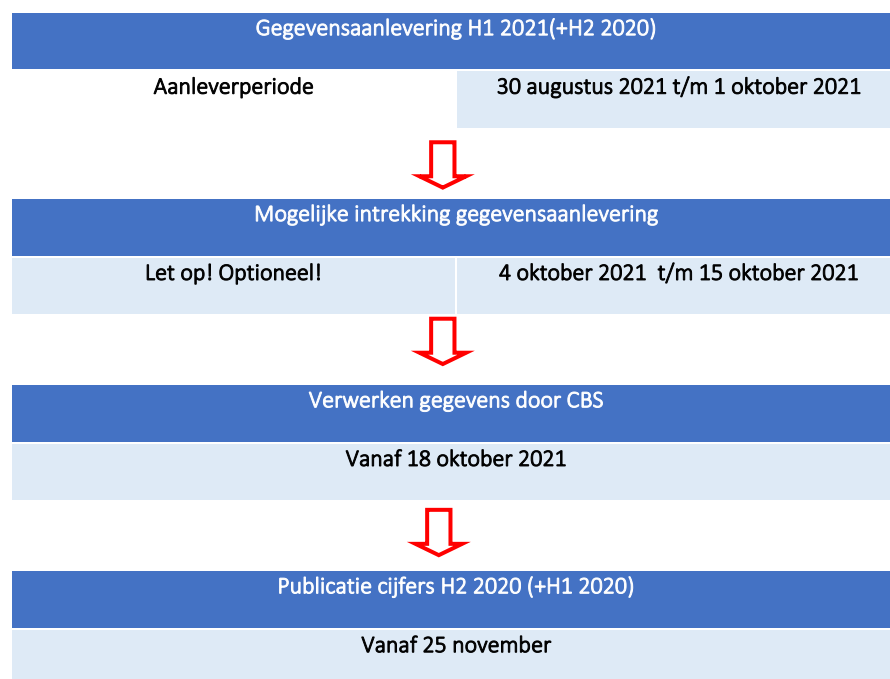 Gegevensaanlevering H1 2021(+H2 2020)
Aanleverperiode 30 augustus 2021 t/m 1 oktober 2021
Mogelijke intrekking gegevensaanlevering
Let op! Optioneel! 4 oktober 2021  t/m 15 oktober 2021
Verwerken gegevens door CBS
Vanaf 18 oktober 2021
Publicatie cijfers H2 2020 (+H1 2020)
Vanaf 25 november